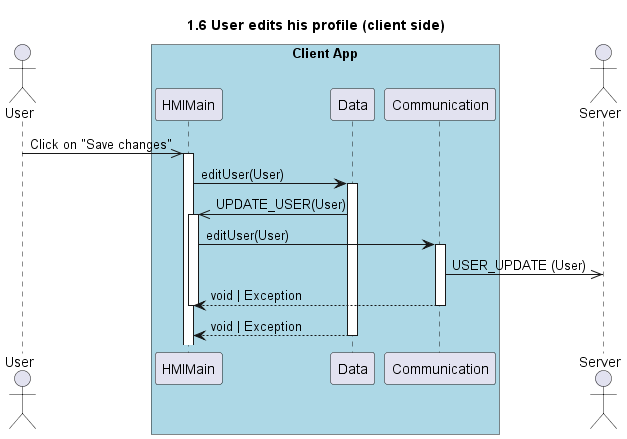 1.6 User edits his profile (client side)
Client App
HMIMain
Data
Communication
User
Server
Click on "Save changes"
editUser(User)
UPDATE_USER(User)
editUser(User)
USER_UPDATE (User)
void | Exception
void | Exception
User
HMIMain
Data
Communication
Server